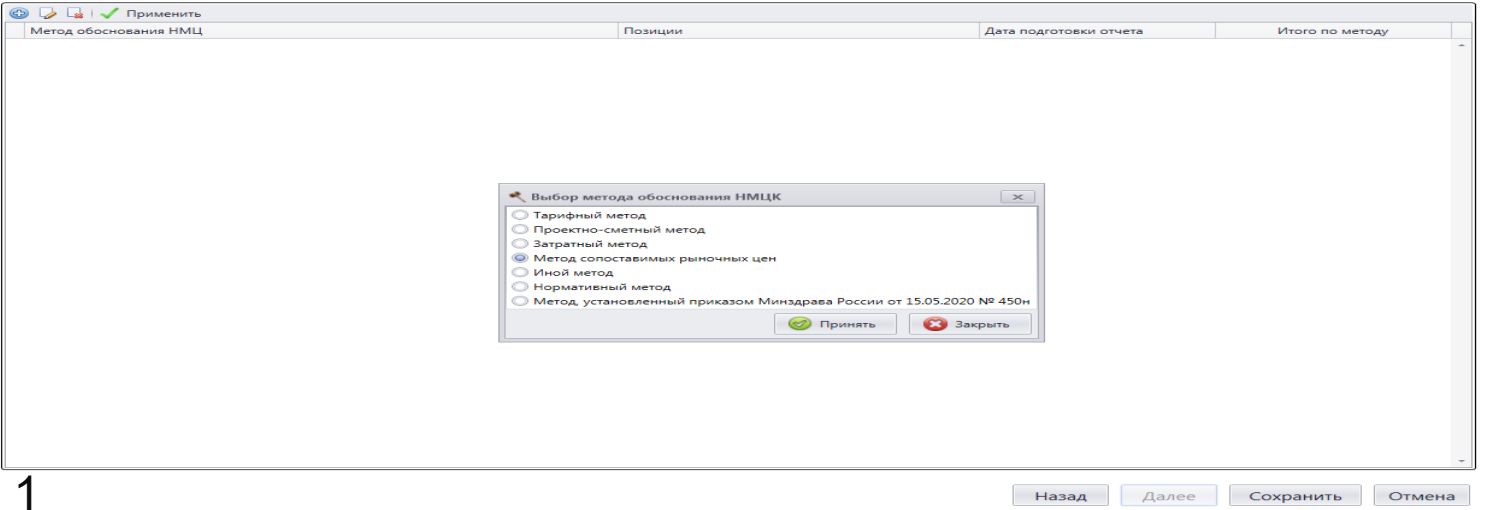 Применить
Метод обоснования НМЦ Позиции Дата подготовки отчета Итого по методу
Выбор метода обоснования НМЦК
Тарифный метод
Проектно-сметный метод
Затратный метод
Метод сопоставимых рыночных цен
Иной метод
Нормативный метод
Метод, установленный приказом Минздрава России от 15.05.2020 № 450н
Принять Закрыть
1
Назад Далее Сохранить Отмена